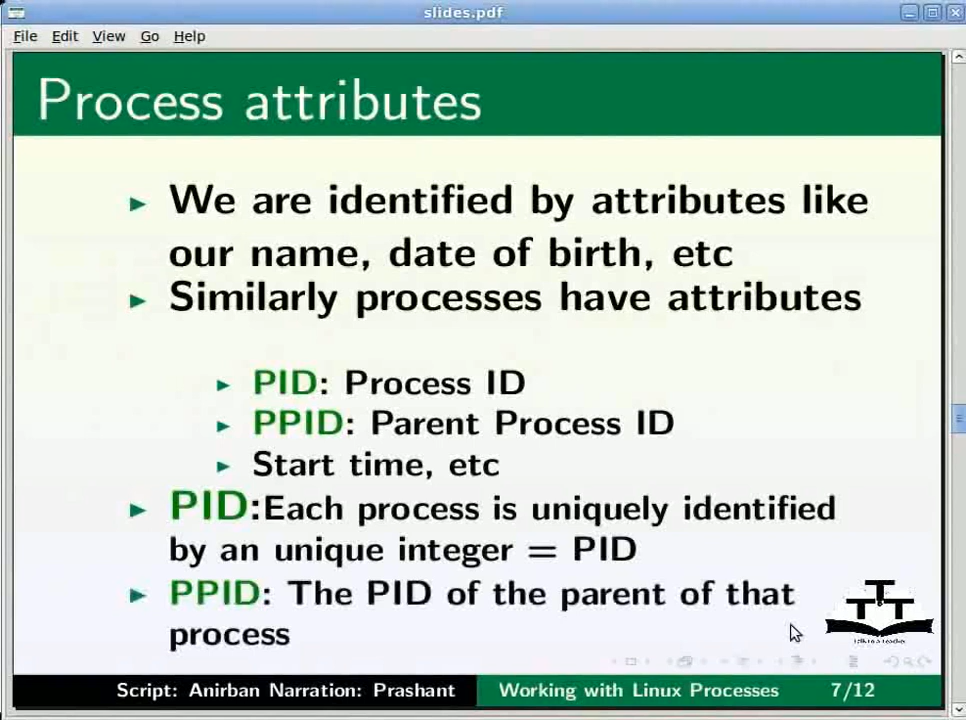 slides.pdf
File Edit View Go Help
Process attributes
We are identified by attributes like
our name, date of birth, etc
Similarly processes have attributes
PID: Process ID
PPID: Parent Process ID
Start time, etc
PID:Each process is uniquely identified
by an unique integer = PID
PPID: The PID of the parent of that
process
Script: Anirban Narration: Prashant Working with Linux Processes 7/12